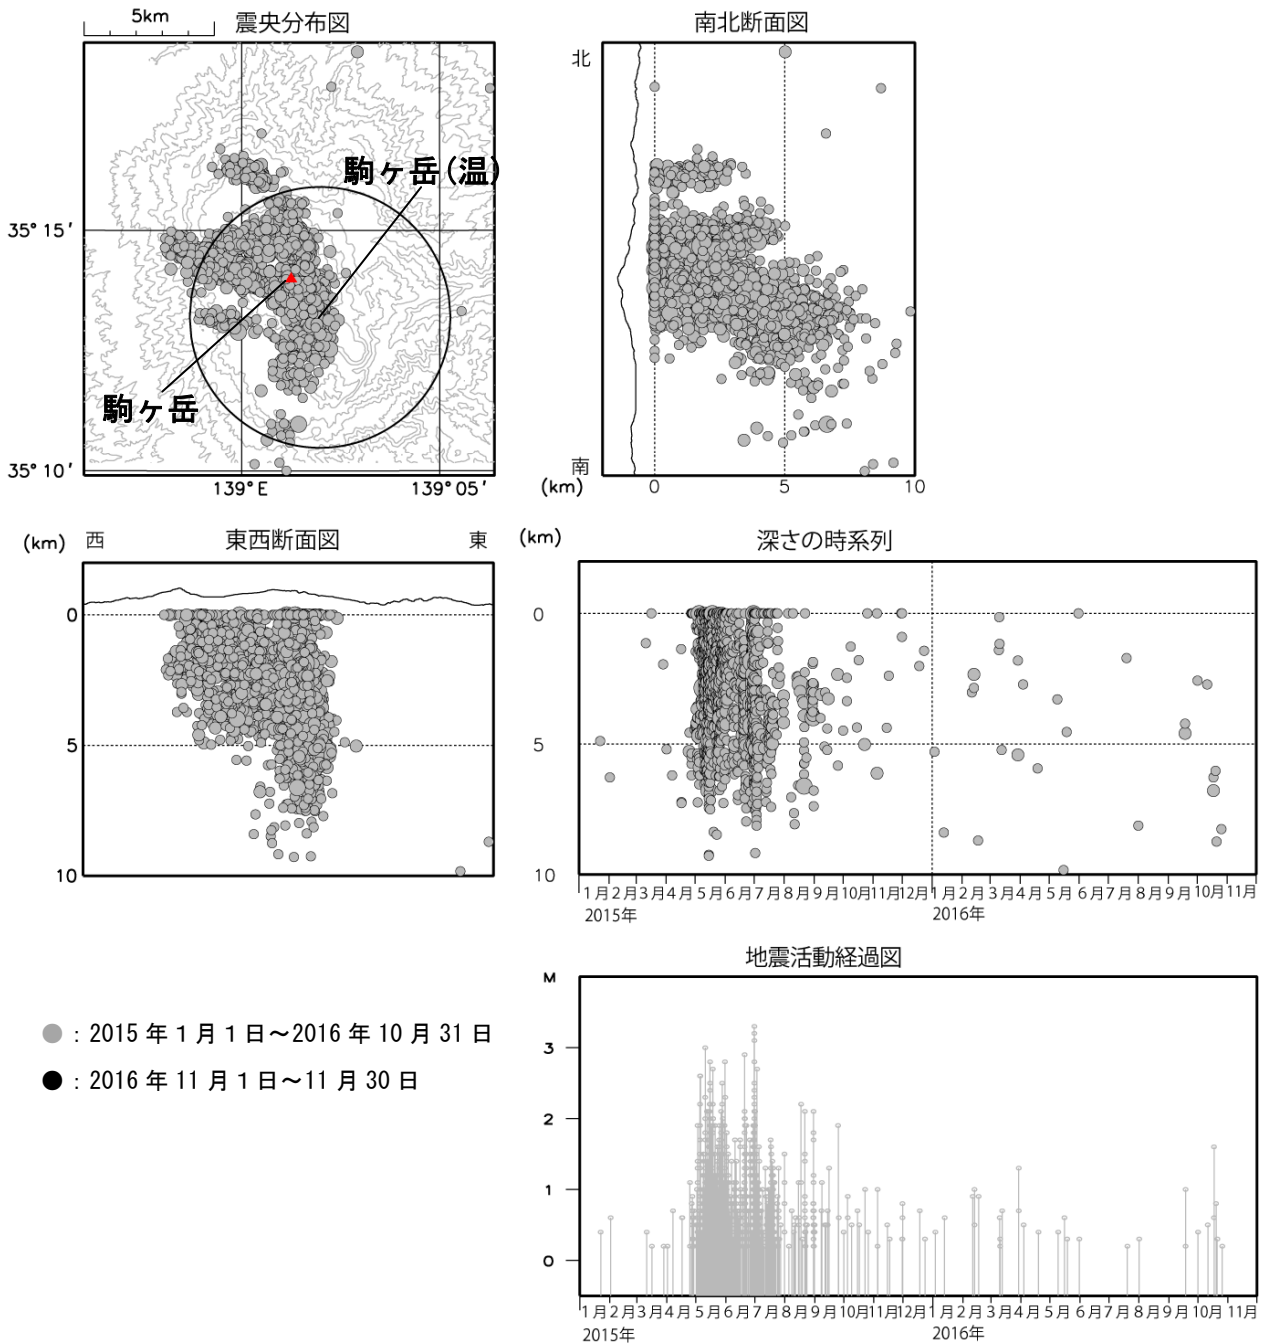 5km
震央分布図
駒ヶ岳(温)
駒ヶ岳
35° 15′
35° 10′
139° E
139° 05′
南北断面図
北
南
(km)
0
5
10
(km)
西
東西断面図
東
0
5
10
(km)
深さの時系列
0
5
10
1月2月3月4月5月6月7月8月9月10月11月12月1月2月3月4月5月6月7月8月9月10月11月
2015年
2016年
地震活動経過図
M
3
2
1
0
1月2月3月4月5月6月7月8月9月10月11月12月1月2月3月4月5月6月7月8月9月10月11月
2015年
2016年
：2015 年 1 月 1 日～2016 年 10 月 31 日
：2016 年 11 月 1 日～11 月 30 日